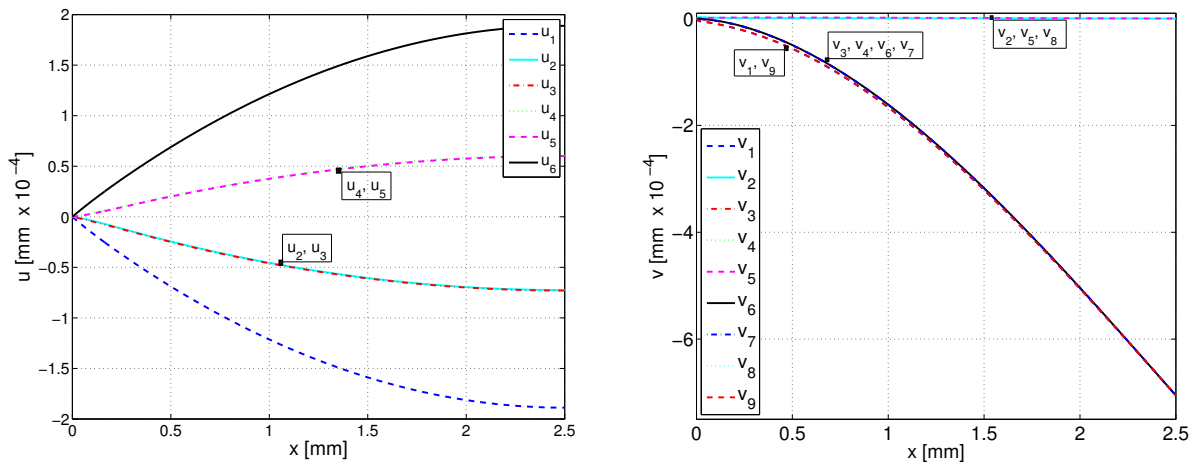 2
1.5
1
0.5
0
−0.5
−1
−1.5
−2
u [mm x 10⁻⁴]
0 0.5 1 1.5 2 2.5
x [mm]
u₁
u₂
u₃
u₄
u₅
u₆
u₄, u₅
u₂, u₃
0
−2
−4
−6
v [mm x 10⁻⁴]
0 0.5 1 1.5 2 2.5
x [mm]
v₁, v₉
v₃, v₄, v₆, v₇
v₂, v₅, v₈
v₁
v₂
v₃
v₄
v₅
v₆
v₇
v₈
v₉